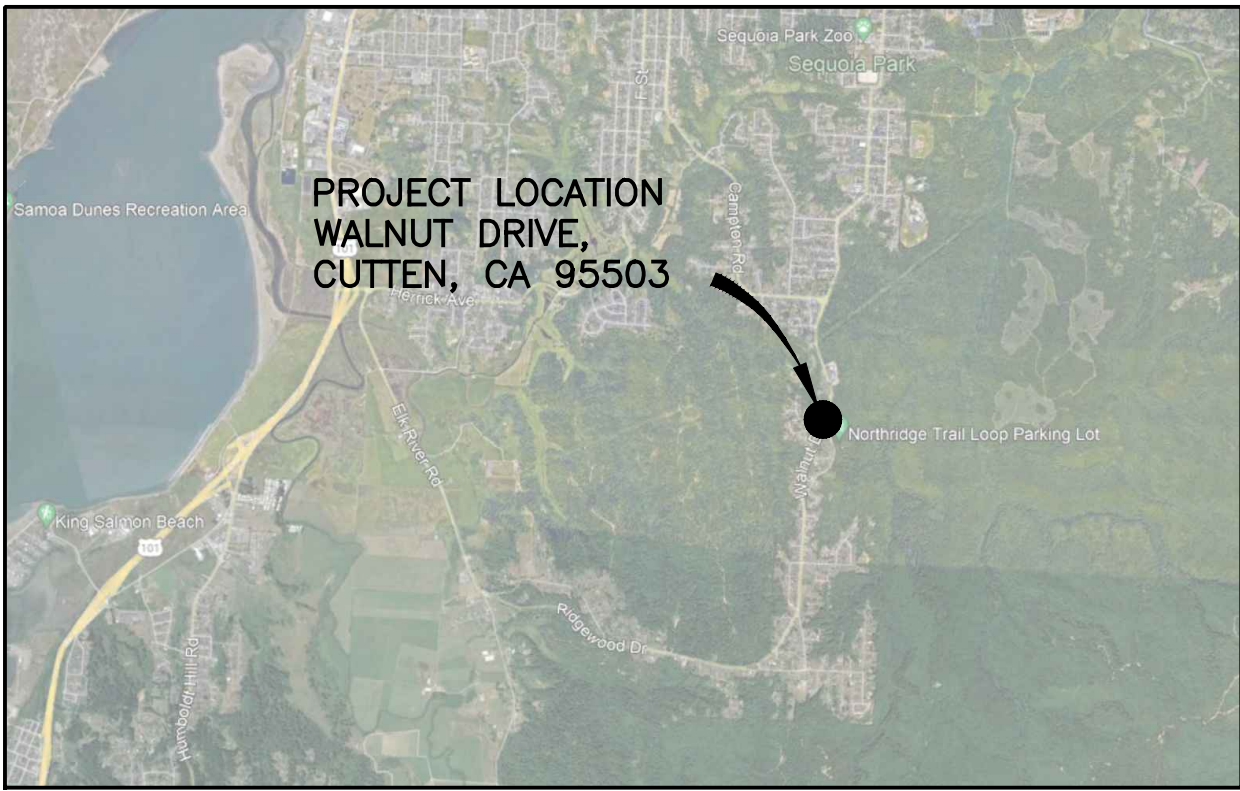 Sequoia Park Zoo
Sequoia Park
F St
PROJECT LOCATION
WALNUT DRIVE,
CUTTEN, CA 95503
Samoa Dunes Recreation Area
Campton Rd
101
Herrick Ave
Elk River Rd
Northridge Trail Loop Parking Lot
Walnut
King Salmon Beach
101
Ridgewood Dr
Humboldt Hill Rd